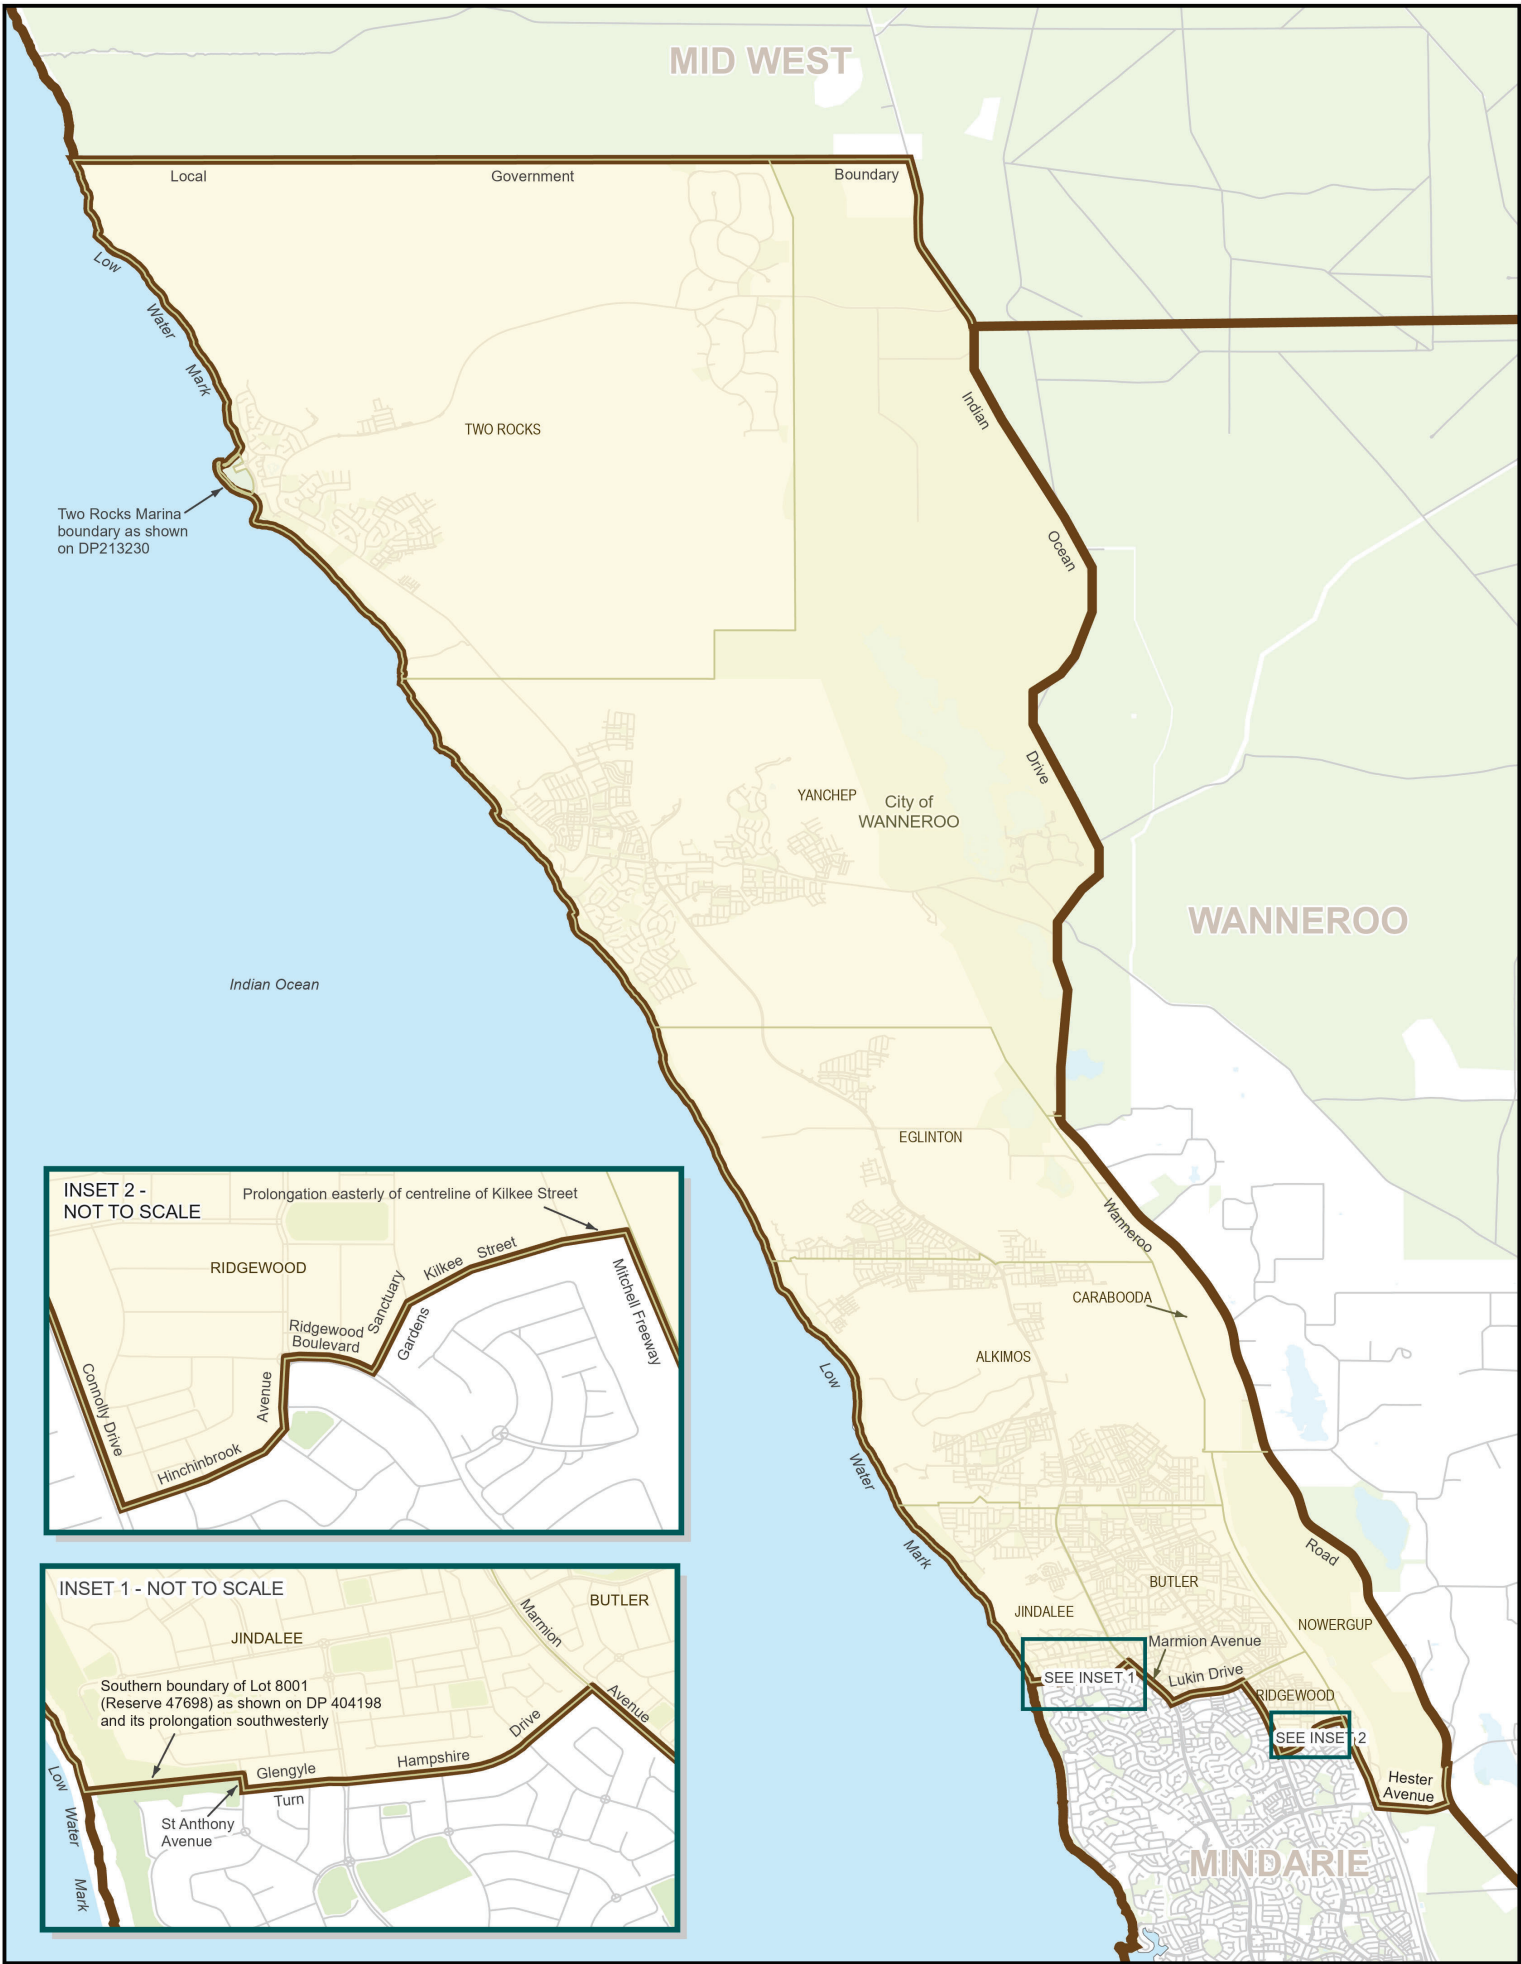 MID WEST
Local Government Boundary
Low
Water
Mark
Indian
TWO ROCKS
Two Rocks Marina
boundary as shown
on DP213230
Ocean
Drive
YANCHEP
City of
WANNEROO
WANNEROO
Indian Ocean
EGLINTON
Wanneroo
CARABOODA
ALKIMOS
Low
Water
Mark
Road
BUTLER
JINDALEE
NOWERGUP
Marmion Avenue
SEE INSET 1
Lukin Drive
RIDGEWOOD
SEE INSET 2
Hester
Avenue
MINDARIE
INSET 2 -
NOT TO SCALE
Prolongation easterly of centreline of Kilkee Street
RIDGEWOOD
Kilkee Street
Sanctuary
Gardens
Mitchell Freeway
Ridgewood
Boulevard
Connolly Drive
Avenue
Hinchinbrook
INSET 1 - NOT TO SCALE
BUTLER
Marmion
JINDALEE
Southern boundary of Lot 8001
(Reserve 47698) as shown on DP 404198
and its prolongation southwesterly
Avenue
Drive
Hampshire
Glengyle
Turn
St Anthony
Avenue
Low
Water
Mark